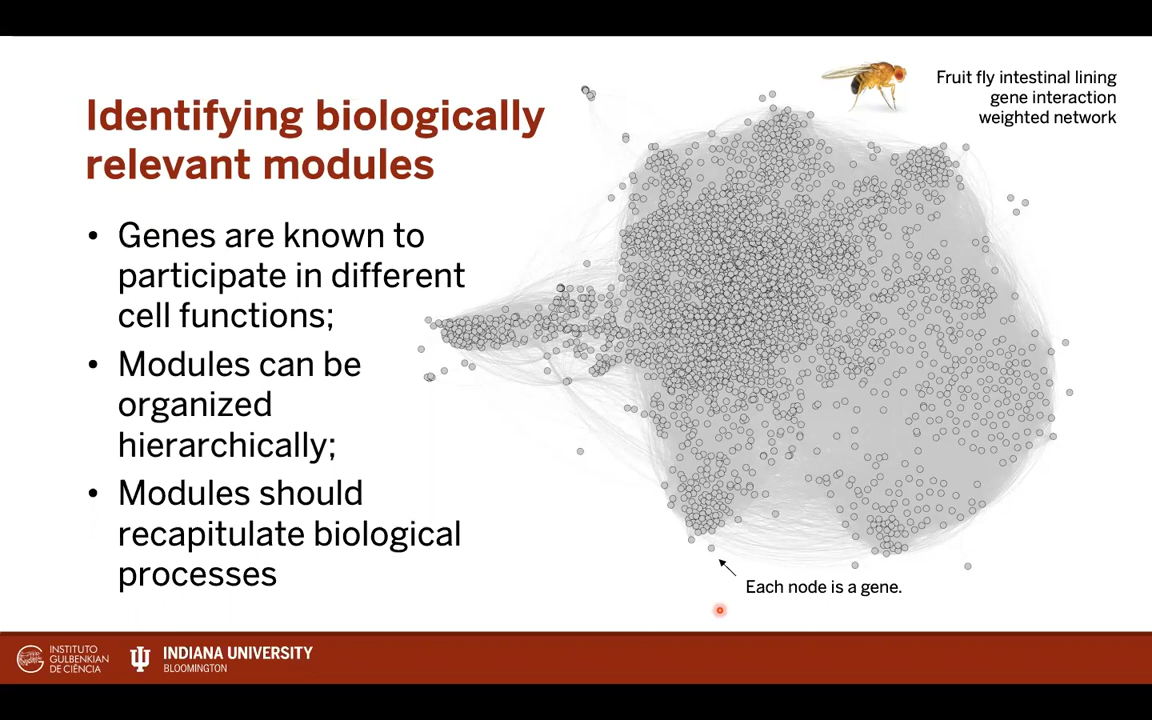 Identifying biologically
relevant modules
• Genes are known to
participate in different
cell functions;
• Modules can be
organized
hierarchically;
• Modules should
recapitulate biological
processes
Fruit fly intestinal lining
gene interaction
weighted network
Each node is a gene.
INSTITUTO
GULBENKIAN
DE CIÊNCIA
INDIANA UNIVERSITY
BLOOMINGTON